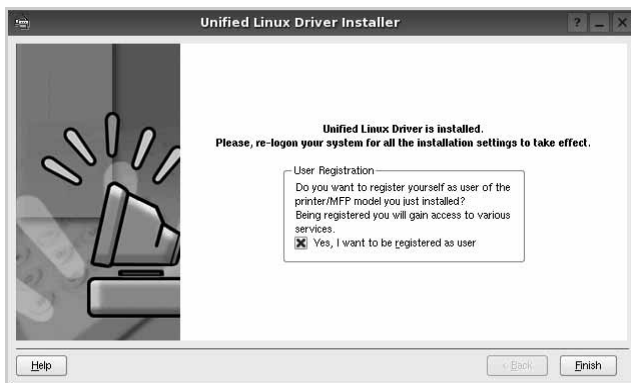 Unified Linux Driver Installer
Unified Linux Driver is installed.
Please, re-logon your system for all the installation settings to take effect.
User Registration
Do you want to register yourself as user of the
printer/MFP model you just installed?
Being registered you will gain access to various
services.
Yes, I want to be registered as user
Help
< Back
Finish